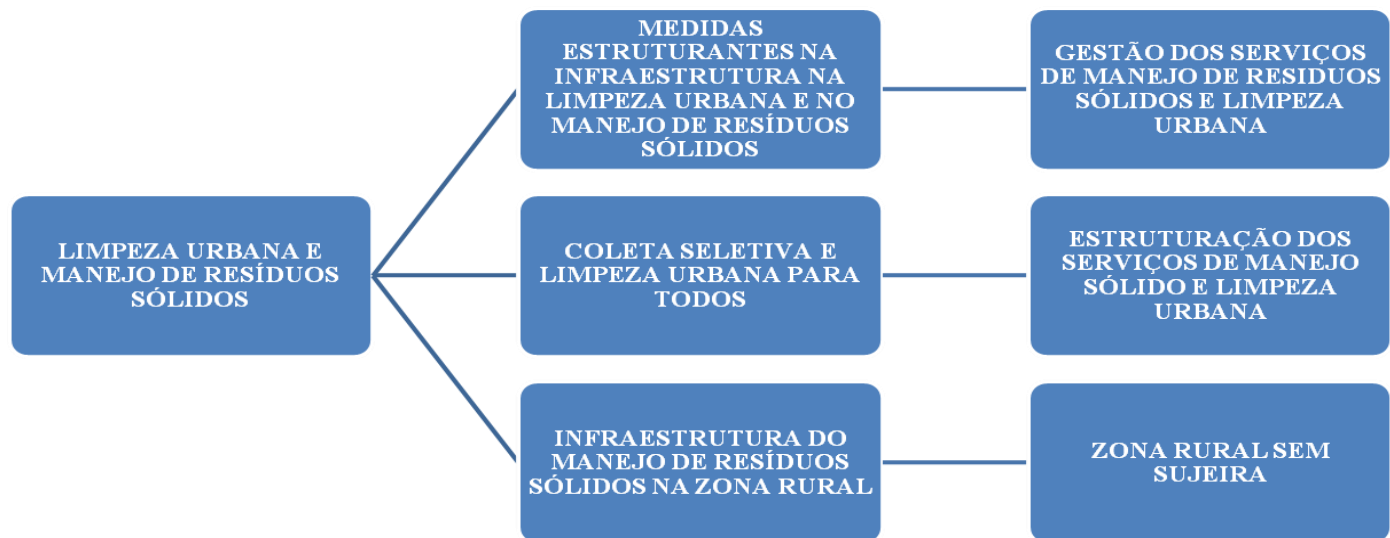 MEDIDAS
ESTRUTURANTES NA
INFRAESTRUTURA NA
LIMPEZA URBANA E NO
MANEJO DE RESÍDUOS
SÓLIDOS
GESTÃO DOS SERVIÇOS
DE MANEJO DE RESIDUOS
SÓLIDOS E LIMPEZA
URBANA
LIMPEZA URBANA E
MANEJO DE RESÍDUOS
SÓLIDOS
COLETA SELETIVA E
LIMPEZA URBANA PARA
TODOS
ESTRUTURAÇÃO DOS
SERVIÇOS DE MANEJO
SÓLIDO E LIMPEZA
URBANA
INFRAESTRUTURA DO
MANEJO DE RESÍDUOS
SÓLIDOS NA ZONA RURAL
ZONA RURAL SEM
SUJEIRA